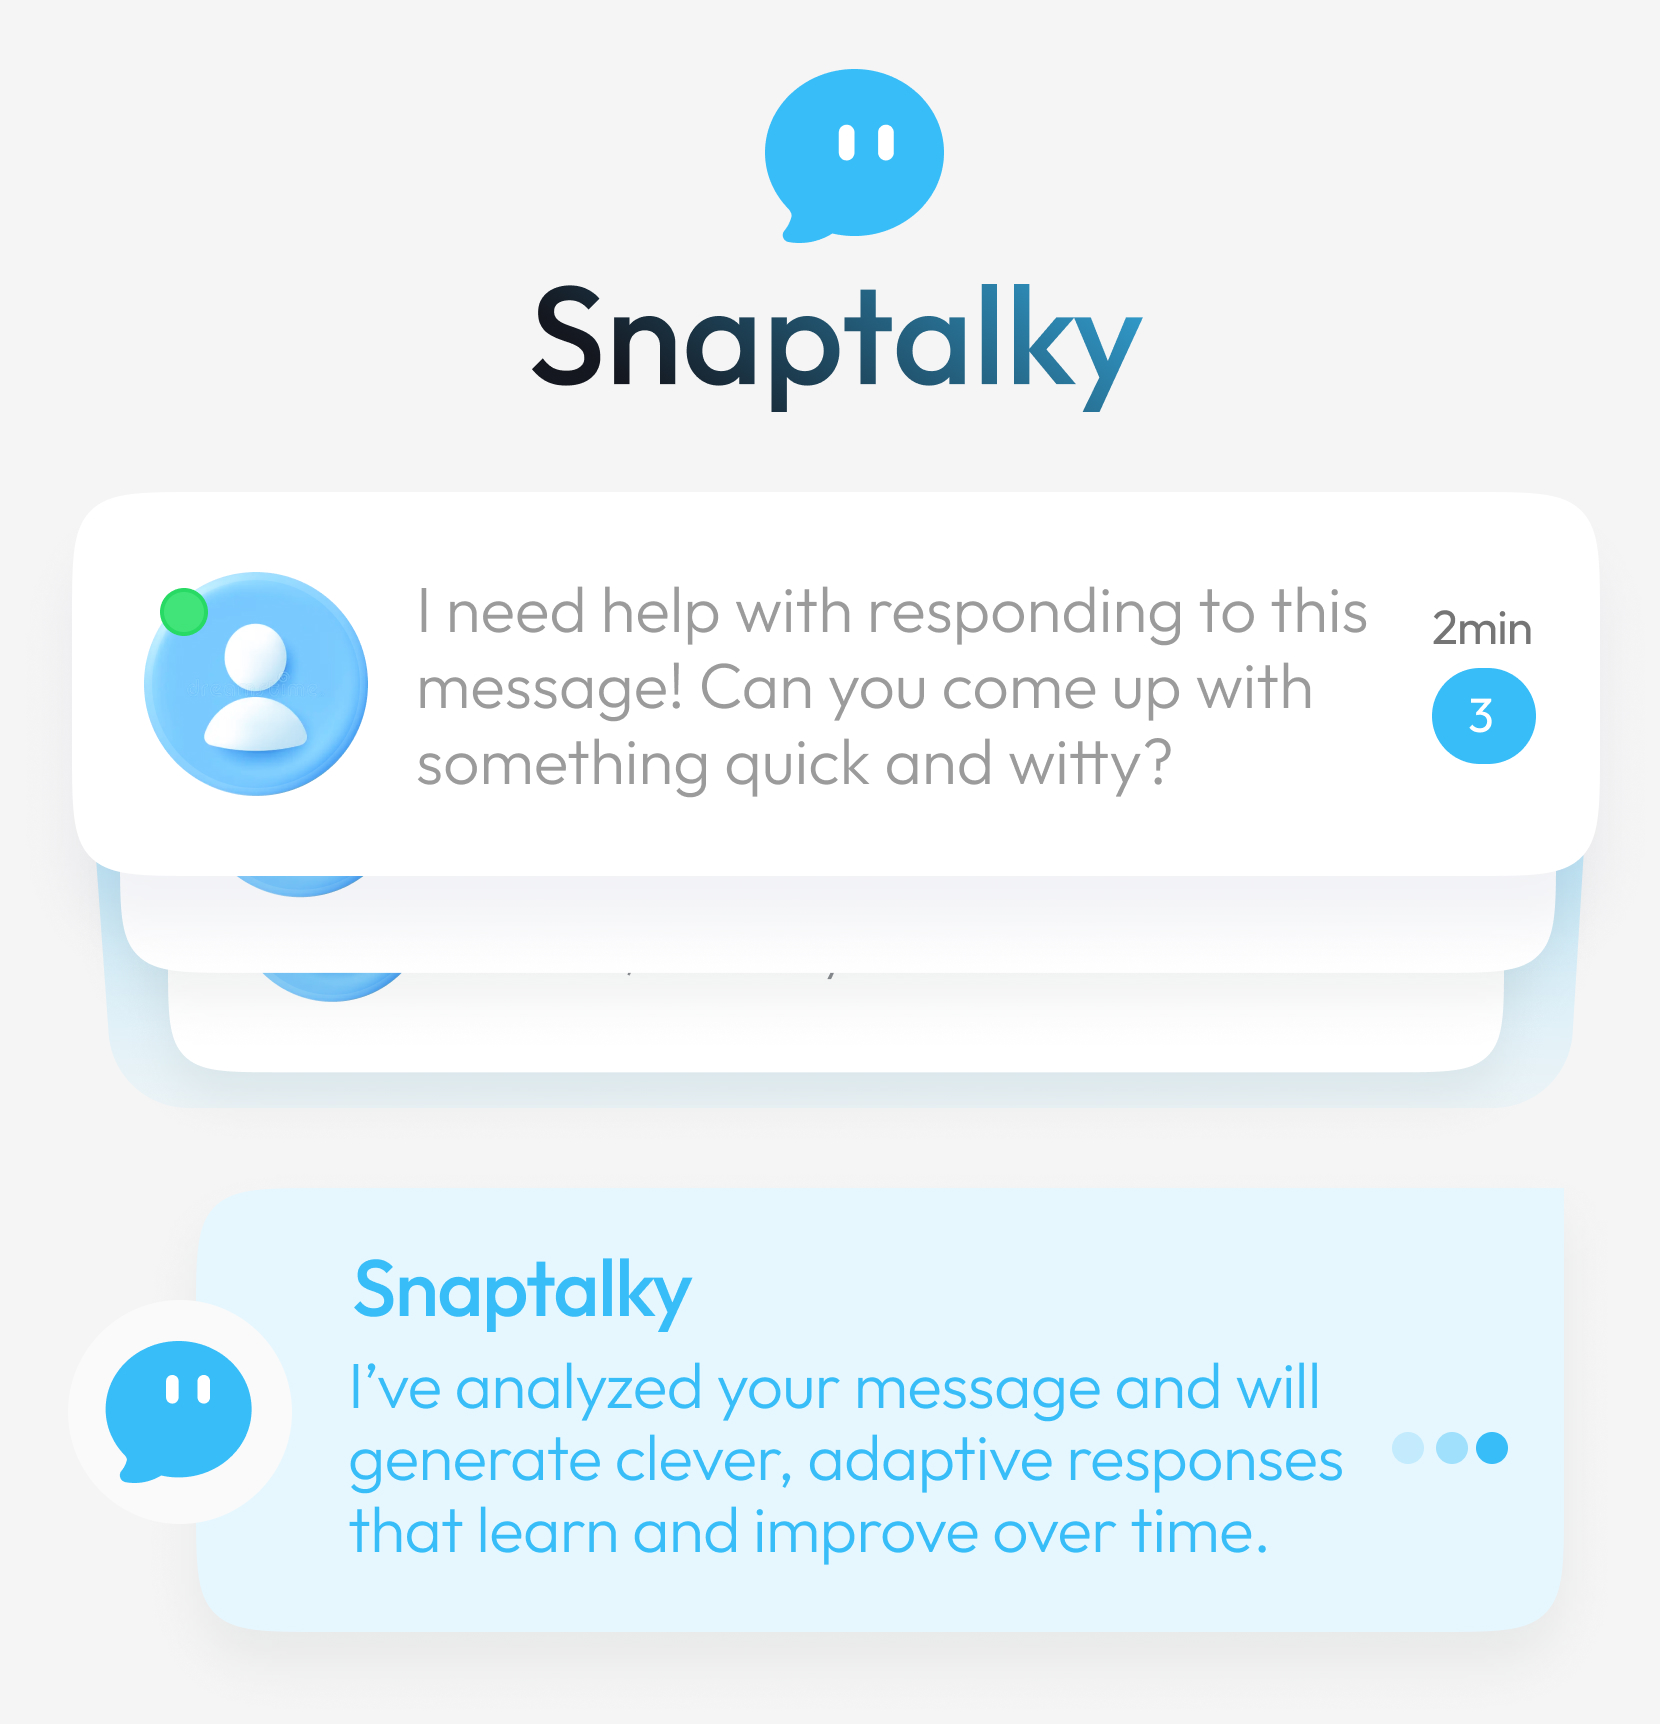 Snaptalky
I need help with responding to this
message! Can you come up with
something quick and witty?
2min
3
Snaptalky
I’ve analyzed your message and will
generate clever, adaptive responses
that learn and improve over time.